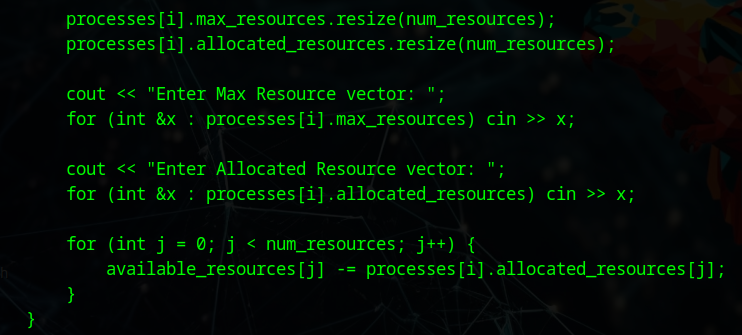 processes[i].max_resources.resize(num_resources);
processes[i].allocated_resources.resize(num_resources);
cout << "Enter Max Resource vector: ";
for (int &x : processes[i].max_resources) cin >> x;
cout << "Enter Allocated Resource vector: ";
for (int &x : processes[i].allocated_resources) cin >> x;
for (int j = 0; j < num_resources; j++) {
available_resources[j] -= processes[i].allocated_resources[j];
}
}